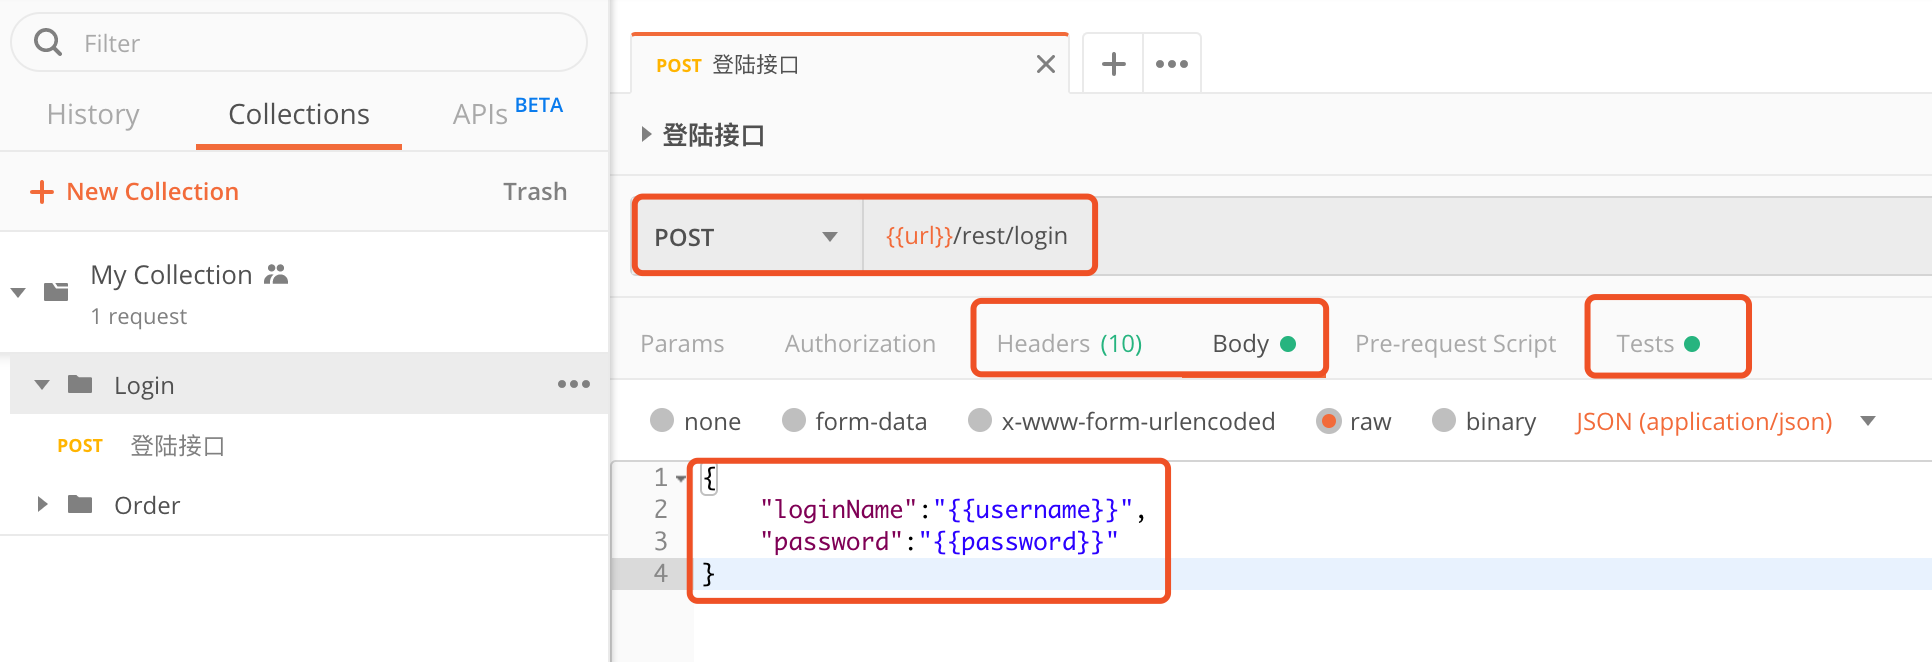 Filter
History Collections APIs BETA
New Collection Trash
My Collection
1 request
Login
POST 登陆接口
Order
POST 登陆接口
登陆接口
POST {{url}}/rest/login
Params Authorization Headers (10) Body Pre-request Script Tests
none form-data x-www-form-urlencoded raw binary JSON (application/json)
1 {
2 "loginName":"{{username}}",
3 "password":"{{password}}"
4 }